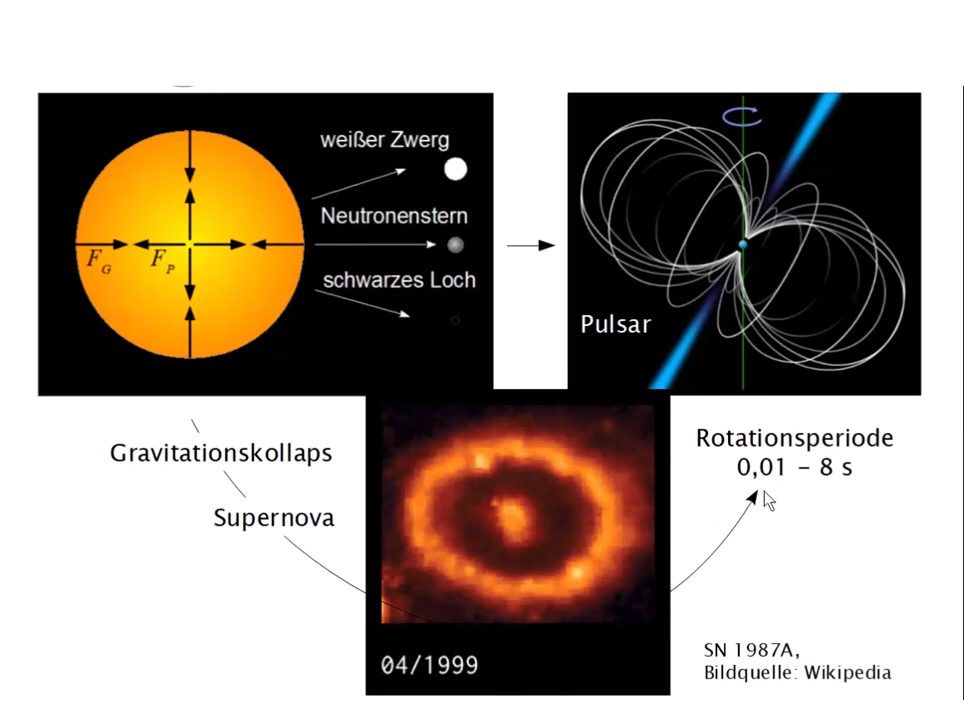 weißer Zwerg
Neutronenstern
schwarzes Loch
F_G
F_P
Pulsar
Gravitationskollaps
Supernova
Rotationsperiode
0,01 – 8 s
04/1999
SN 1987A,
Bildquelle: Wikipedia